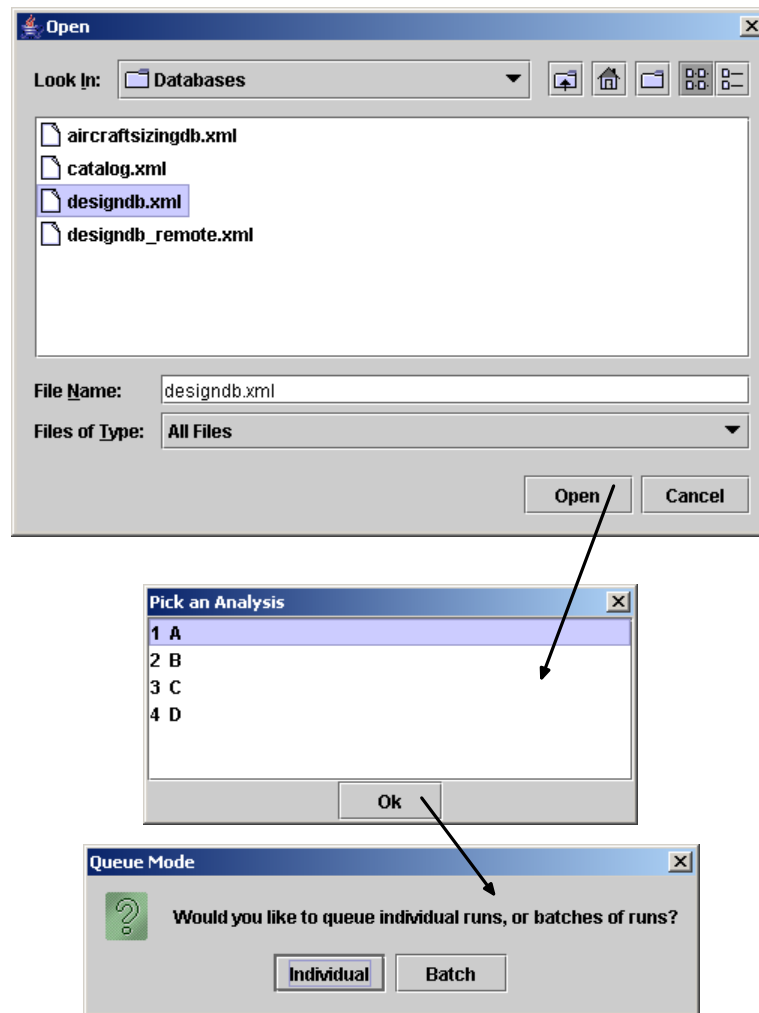 Open
Look In: Databases
aircraftsizingdb.xml
catalog.xml
designdb.xml
designdb_remote.xml
File Name: designdb.xml
Files of Type: All Files
Open Cancel
Pick an Analysis
1 A
2 B
3 C
4 D
Ok
Queue Mode
Would you like to queue individual runs, or batches of runs?
Individual Batch